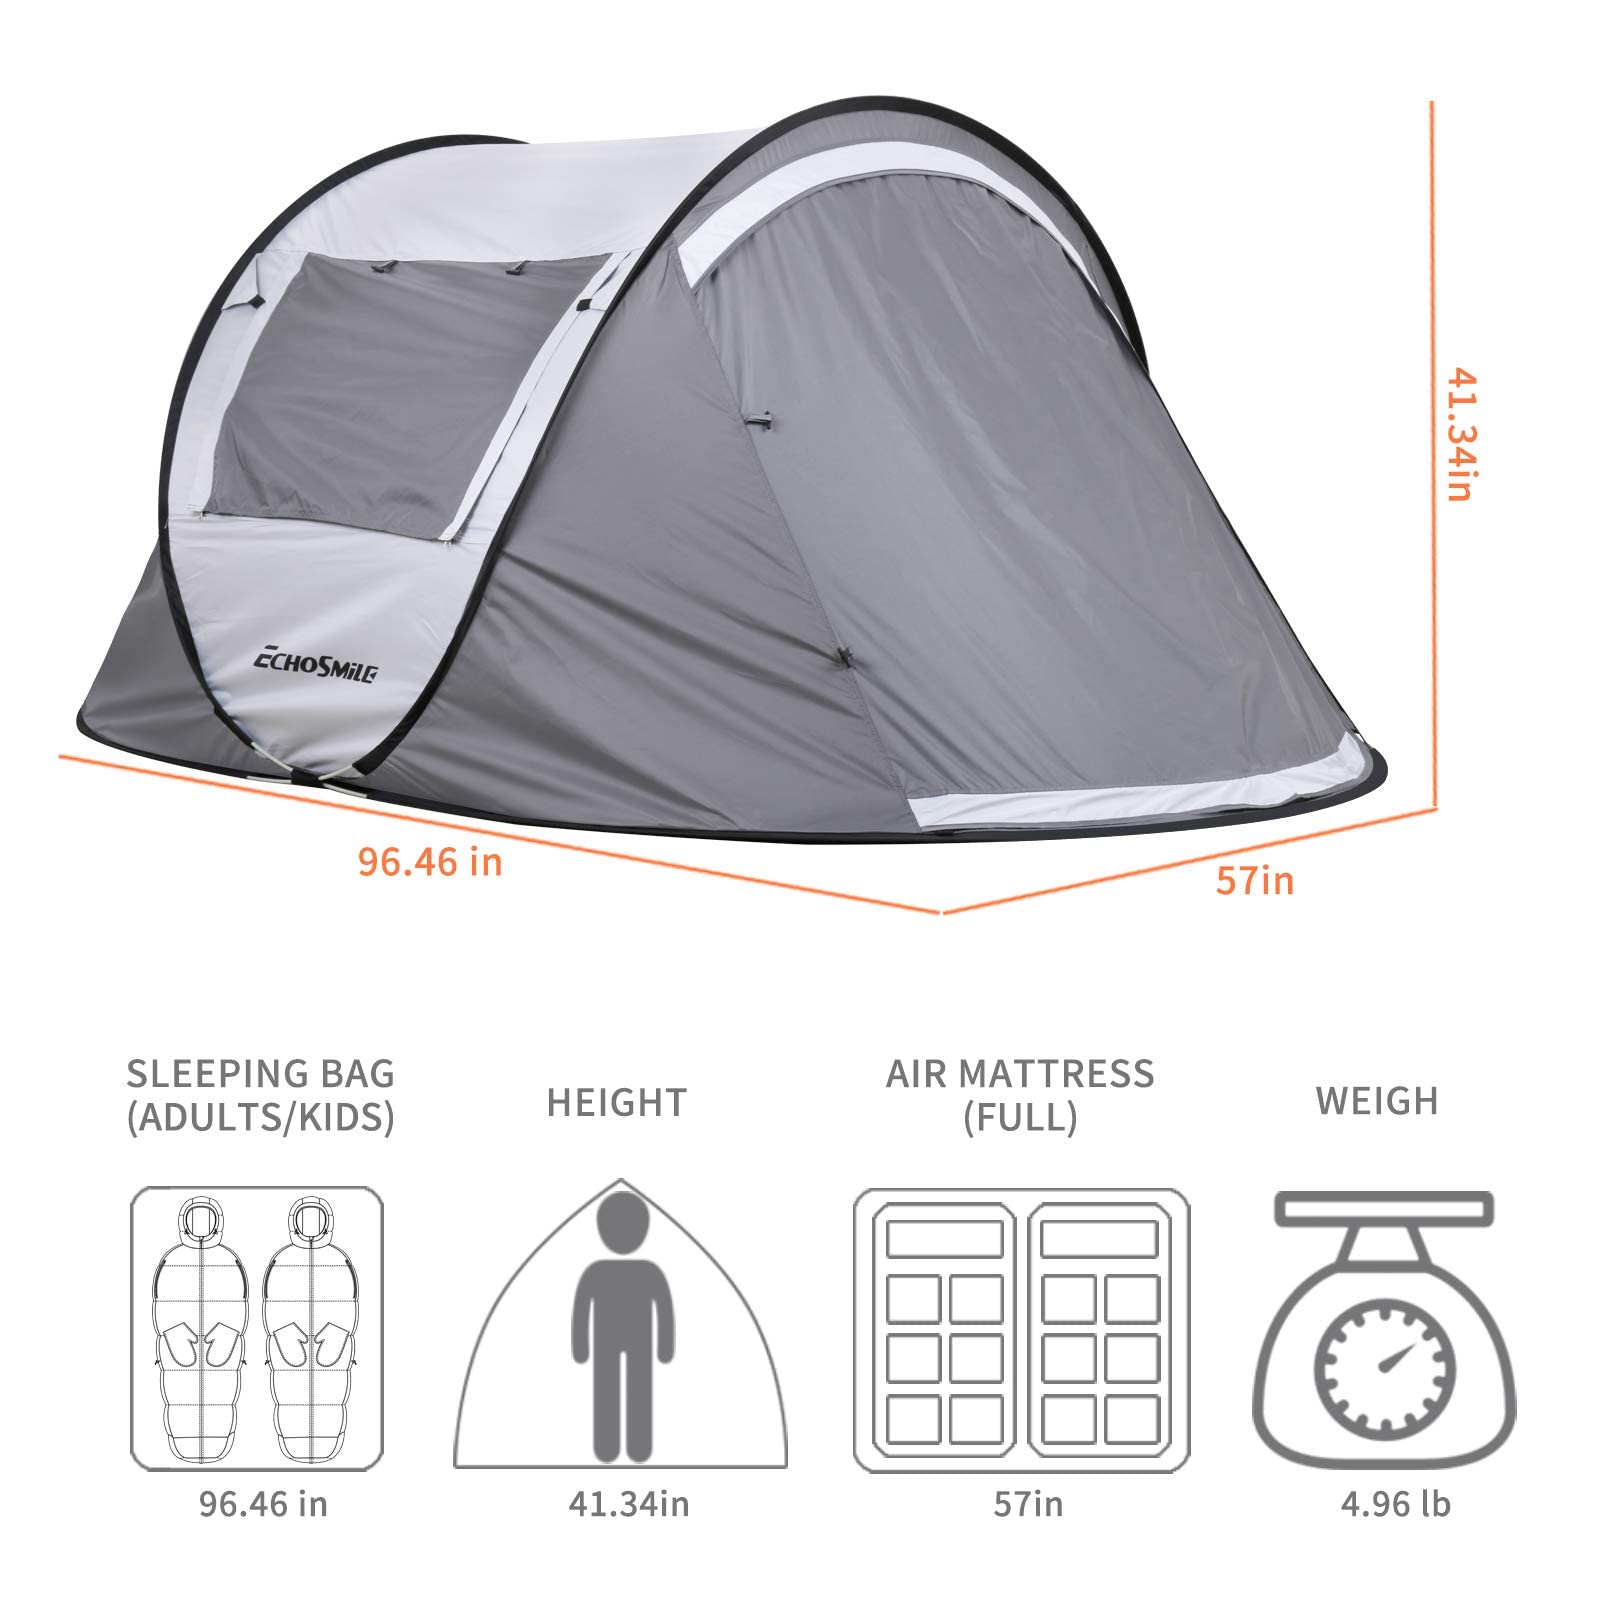 41.34in
ECHOSMILE
96.46 in
57in
SLEEPING BAG
(ADULTS/KIDS)
HEIGHT
AIR MATTRESS
(FULL)
WEIGH
96.46 in
41.34in
57in
4.96 lb